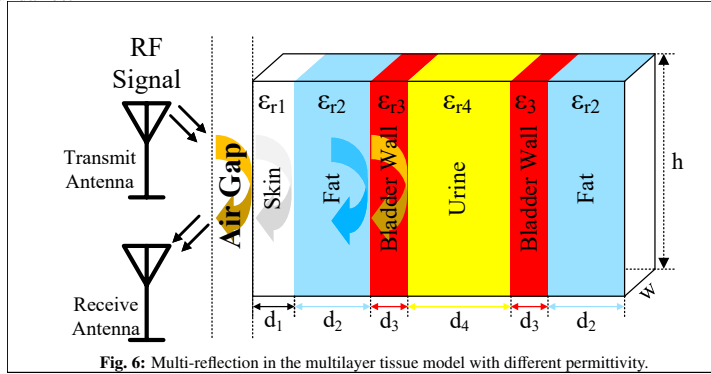 RF
Signal
Transmit
Antenna
Receive
Antenna
Air Gap
εr1
εr2
εr3
εr4
ε3
εr2
Skin
Fat
Bladder Wall
Urine
Bladder Wall
Fat
h
w
d1
d2
d3
d4
d3
d2
Fig. 6: Multi-reflection in the multilayer tissue model with different permittivity.